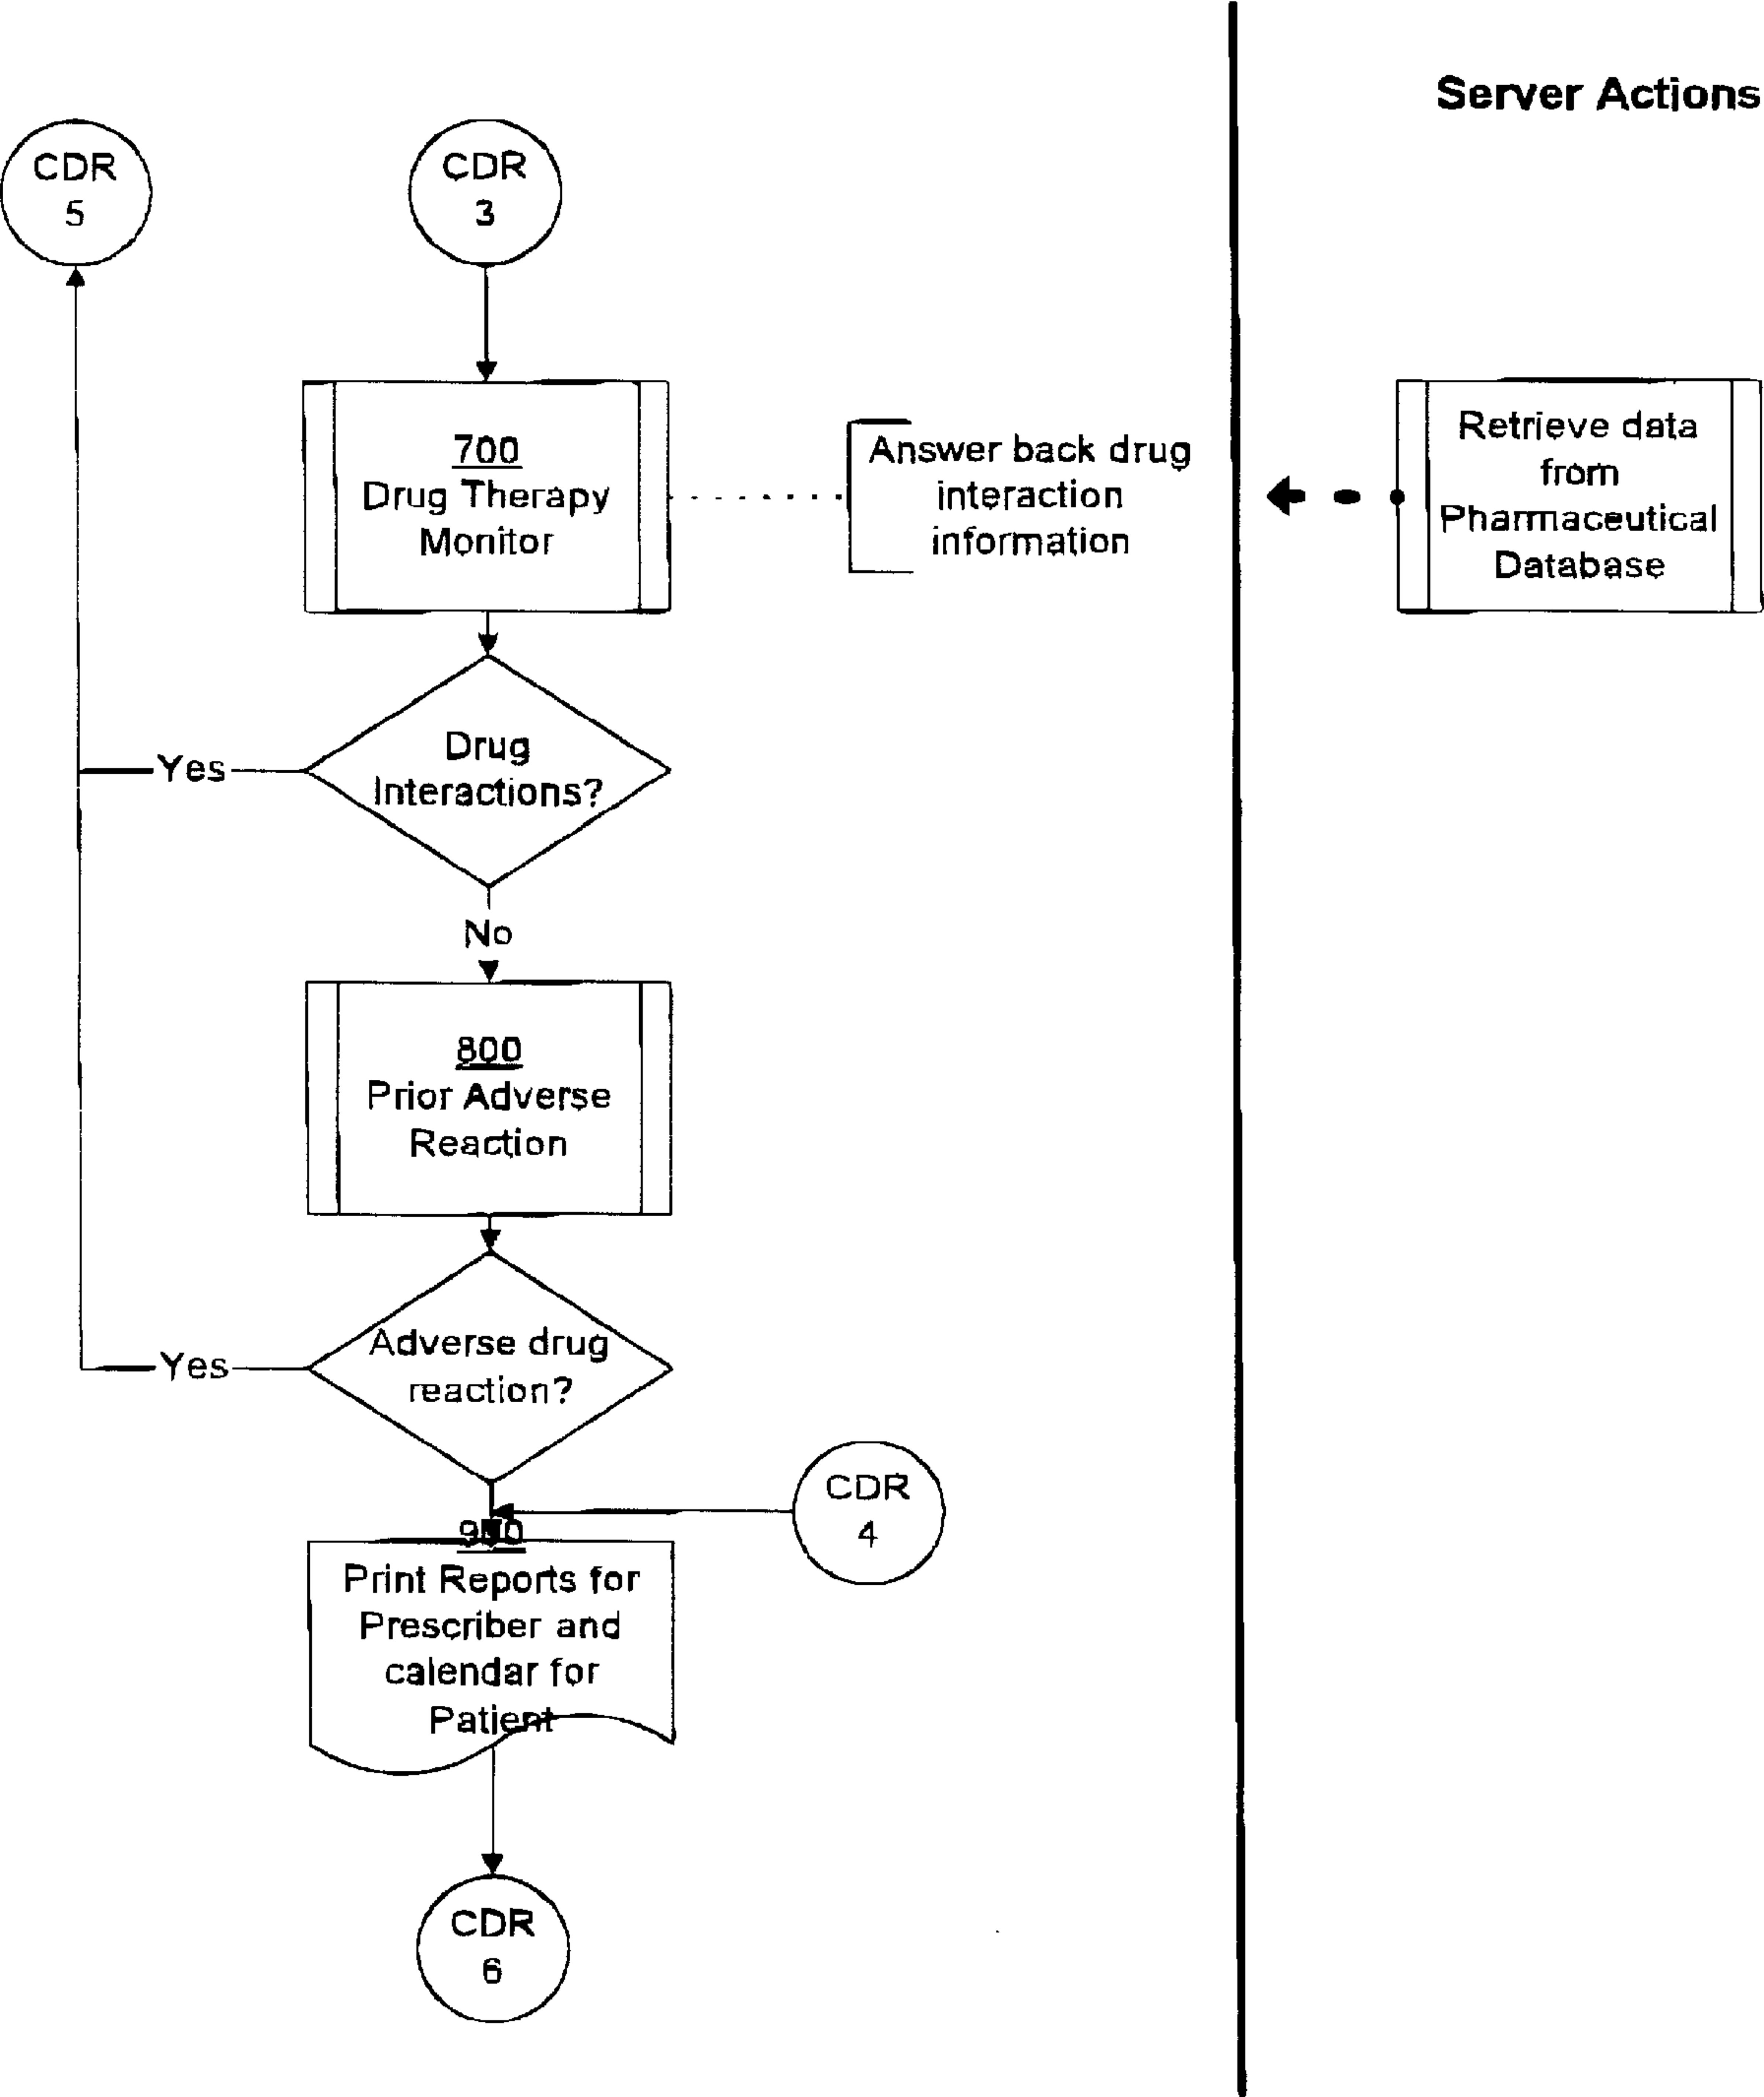 Server Actions
CDR
5
CDR
3
700
Drug Therapy
Monitor
Answer back drug
interaction
information
Retrieve data
from
Pharmaceutical
Database
Drug
Interactions?
Yes
No
800
Prior Adverse
Reaction
Adverse drug
reaction?
Yes
CDR
4
Print Reports for
Prescriber and
calendar for
Patient
CDR
6